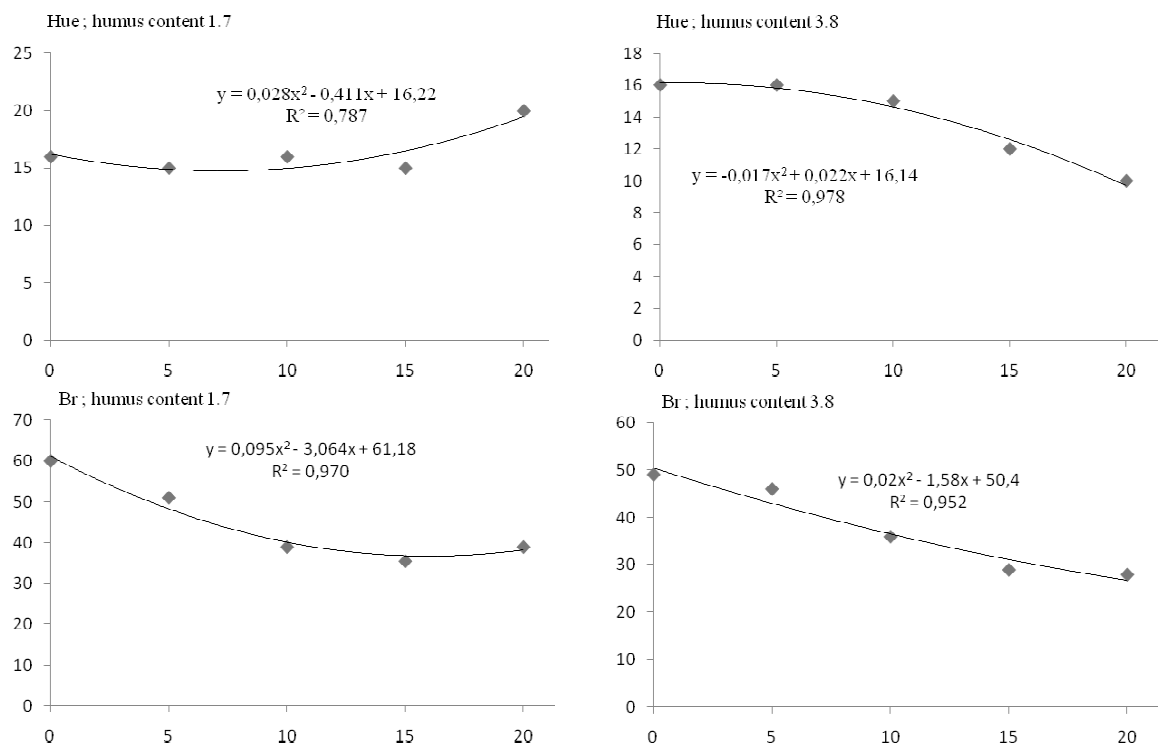 Hue ; humus content 1.7
25
20
15
10
5
0
y = 0,028x² - 0,411x + 16,22
R² = 0,787
0 5 10 15 20
Hue ; humus content 3.8
18
16
14
12
10
8
6
4
2
0
y = -0,017x² + 0,022x + 16,14
R² = 0,978
0 5 10 15 20
Br ; humus content 1.7
70
60
50
40
30
20
10
0
y = 0,095x² - 3,064x + 61,18
R² = 0,970
0 5 10 15 20
Br ; humus content 3.8
60
50
40
30
20
10
0
y = 0,02x² - 1,58x + 50,4
R² = 0,952
0 5 10 15 20